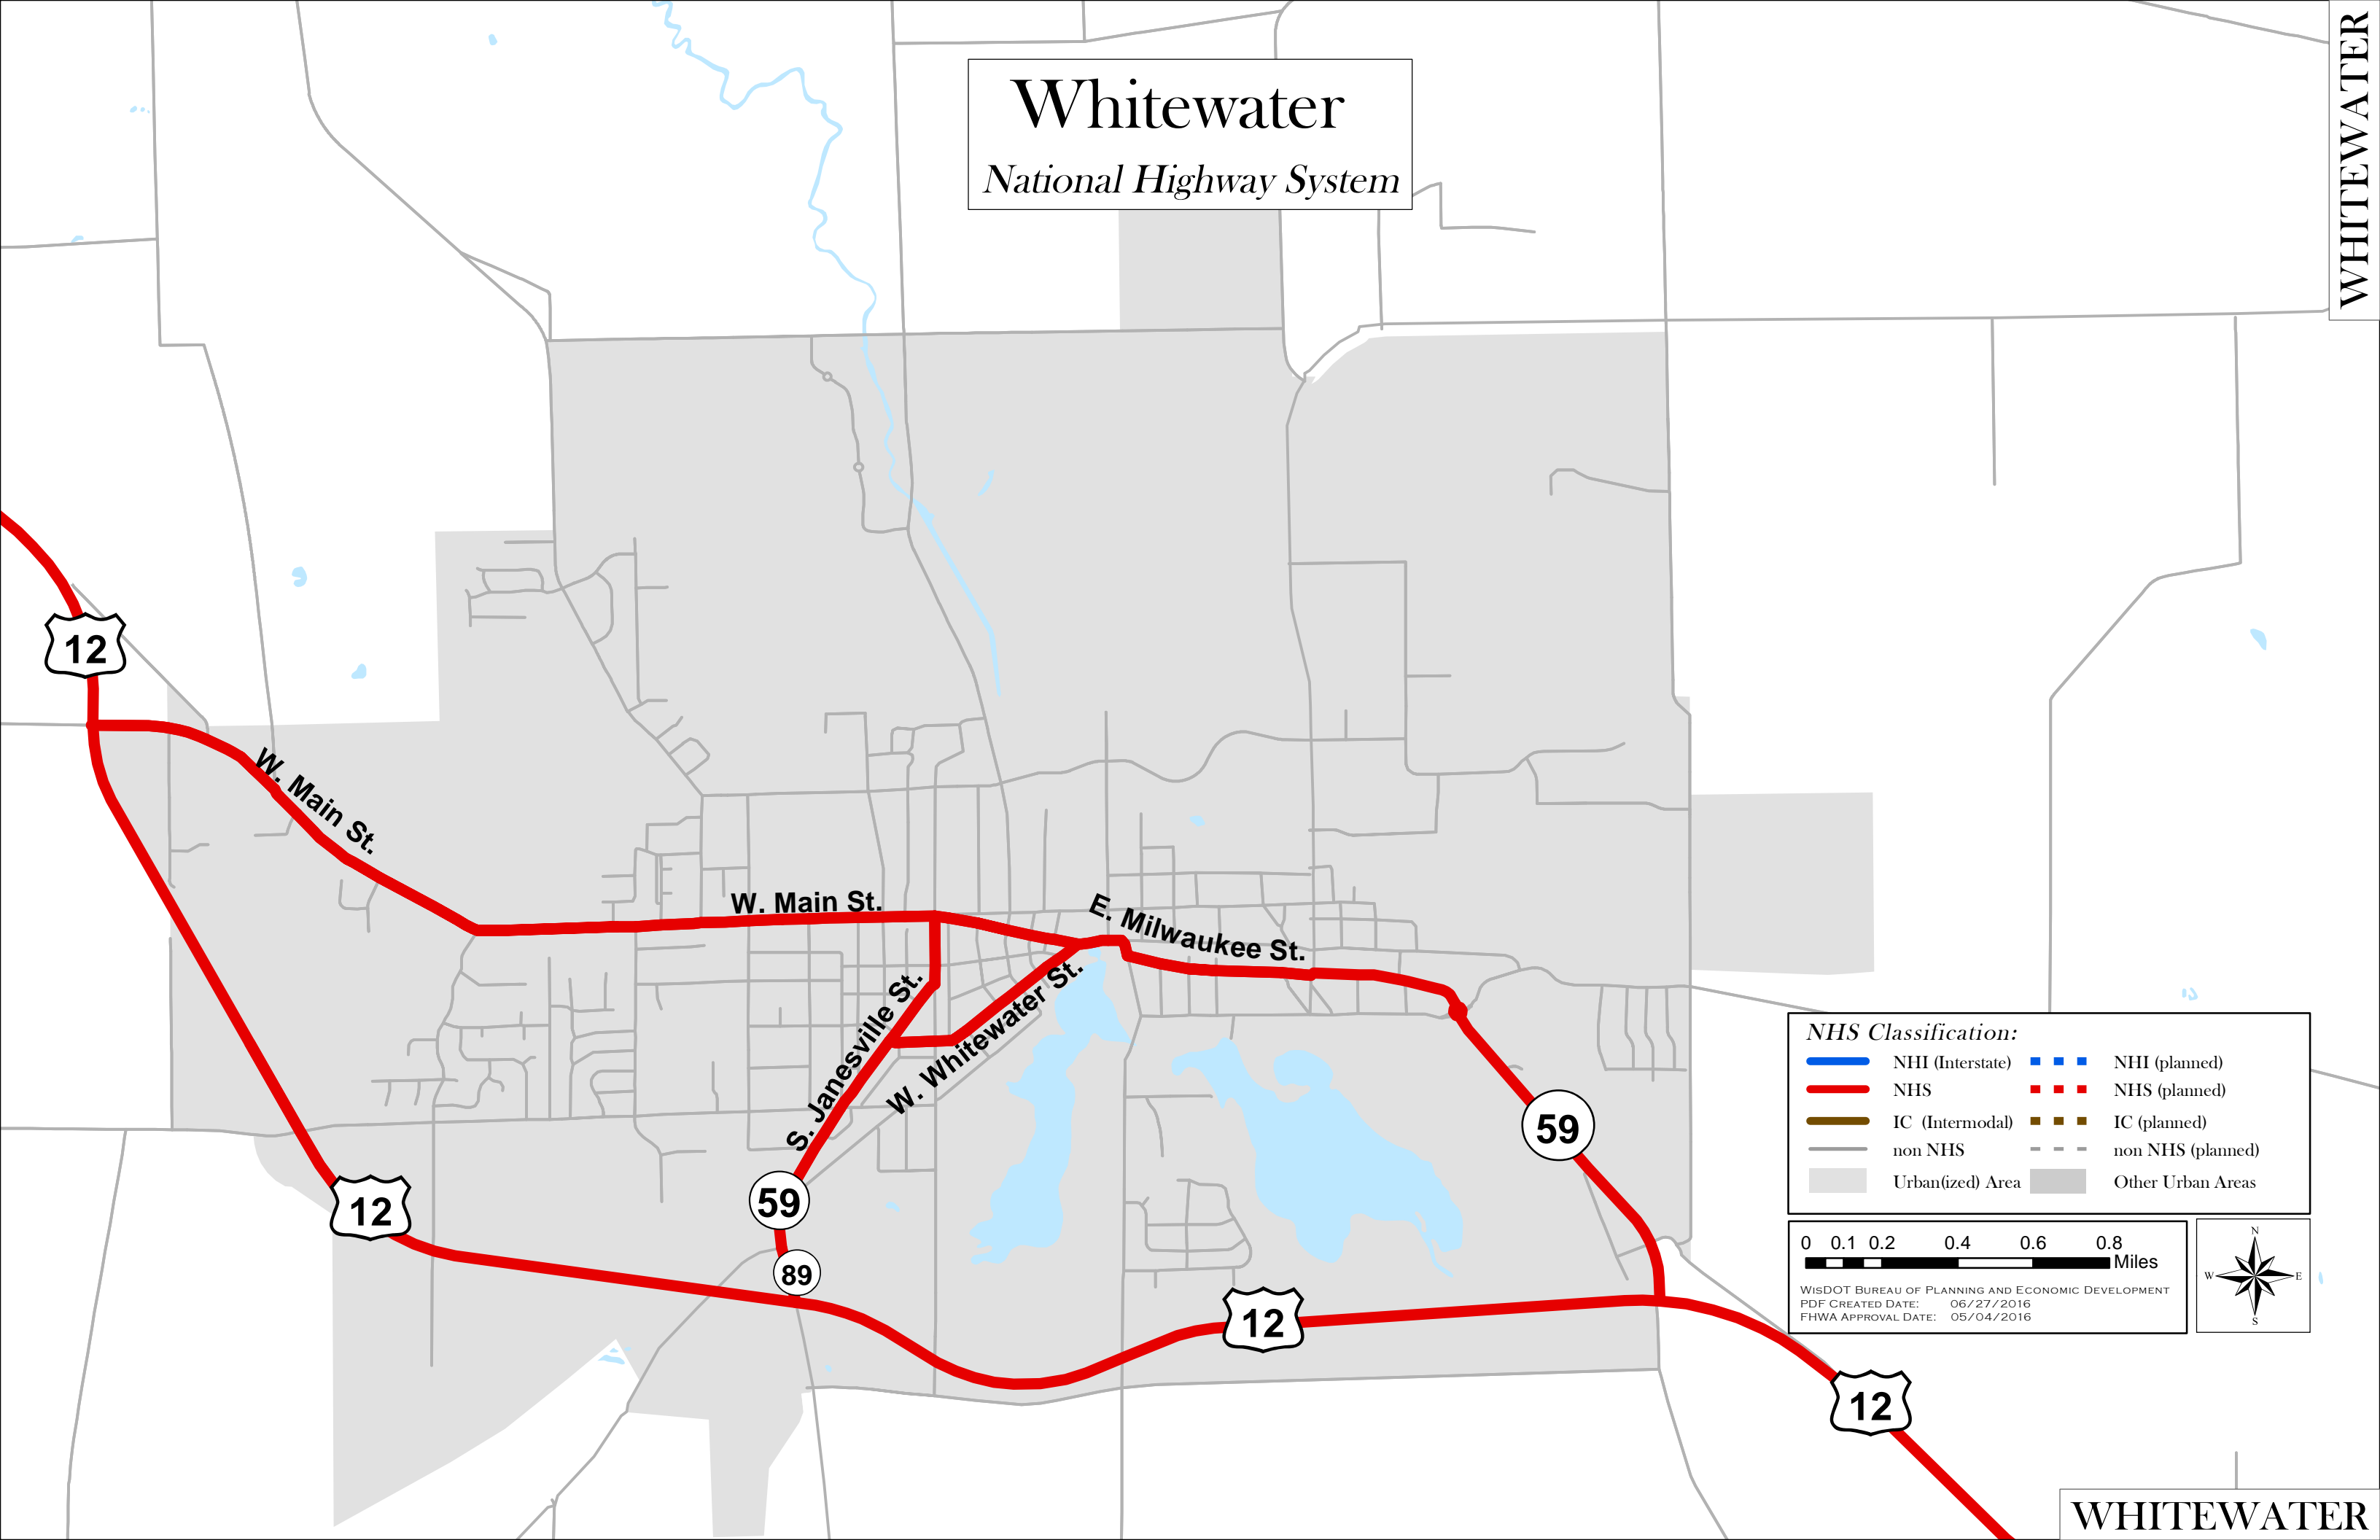 Whitewater
National Highway System
WHITEWATER
12
W. Main St.
W. Main St.
E. Milwaukee St.
S. Janesville St.
W. Whitewater St.
59
59
89
12
12
12
NHS Classification:
NHI (Interstate) NHI (planned)
NHS NHS (planned)
IC (Intermodal) IC (planned)
non NHS non NHS (planned)
Urban(ized) Area Other Urban Areas
0 0.1 0.2 0.4 0.6 0.8
Miles
WisDOT Bureau of Planning and Economic Development
PDF Created Date: 06/27/2016
FHWA Approval Date: 05/04/2016
N
W E
S
WHITEWATER